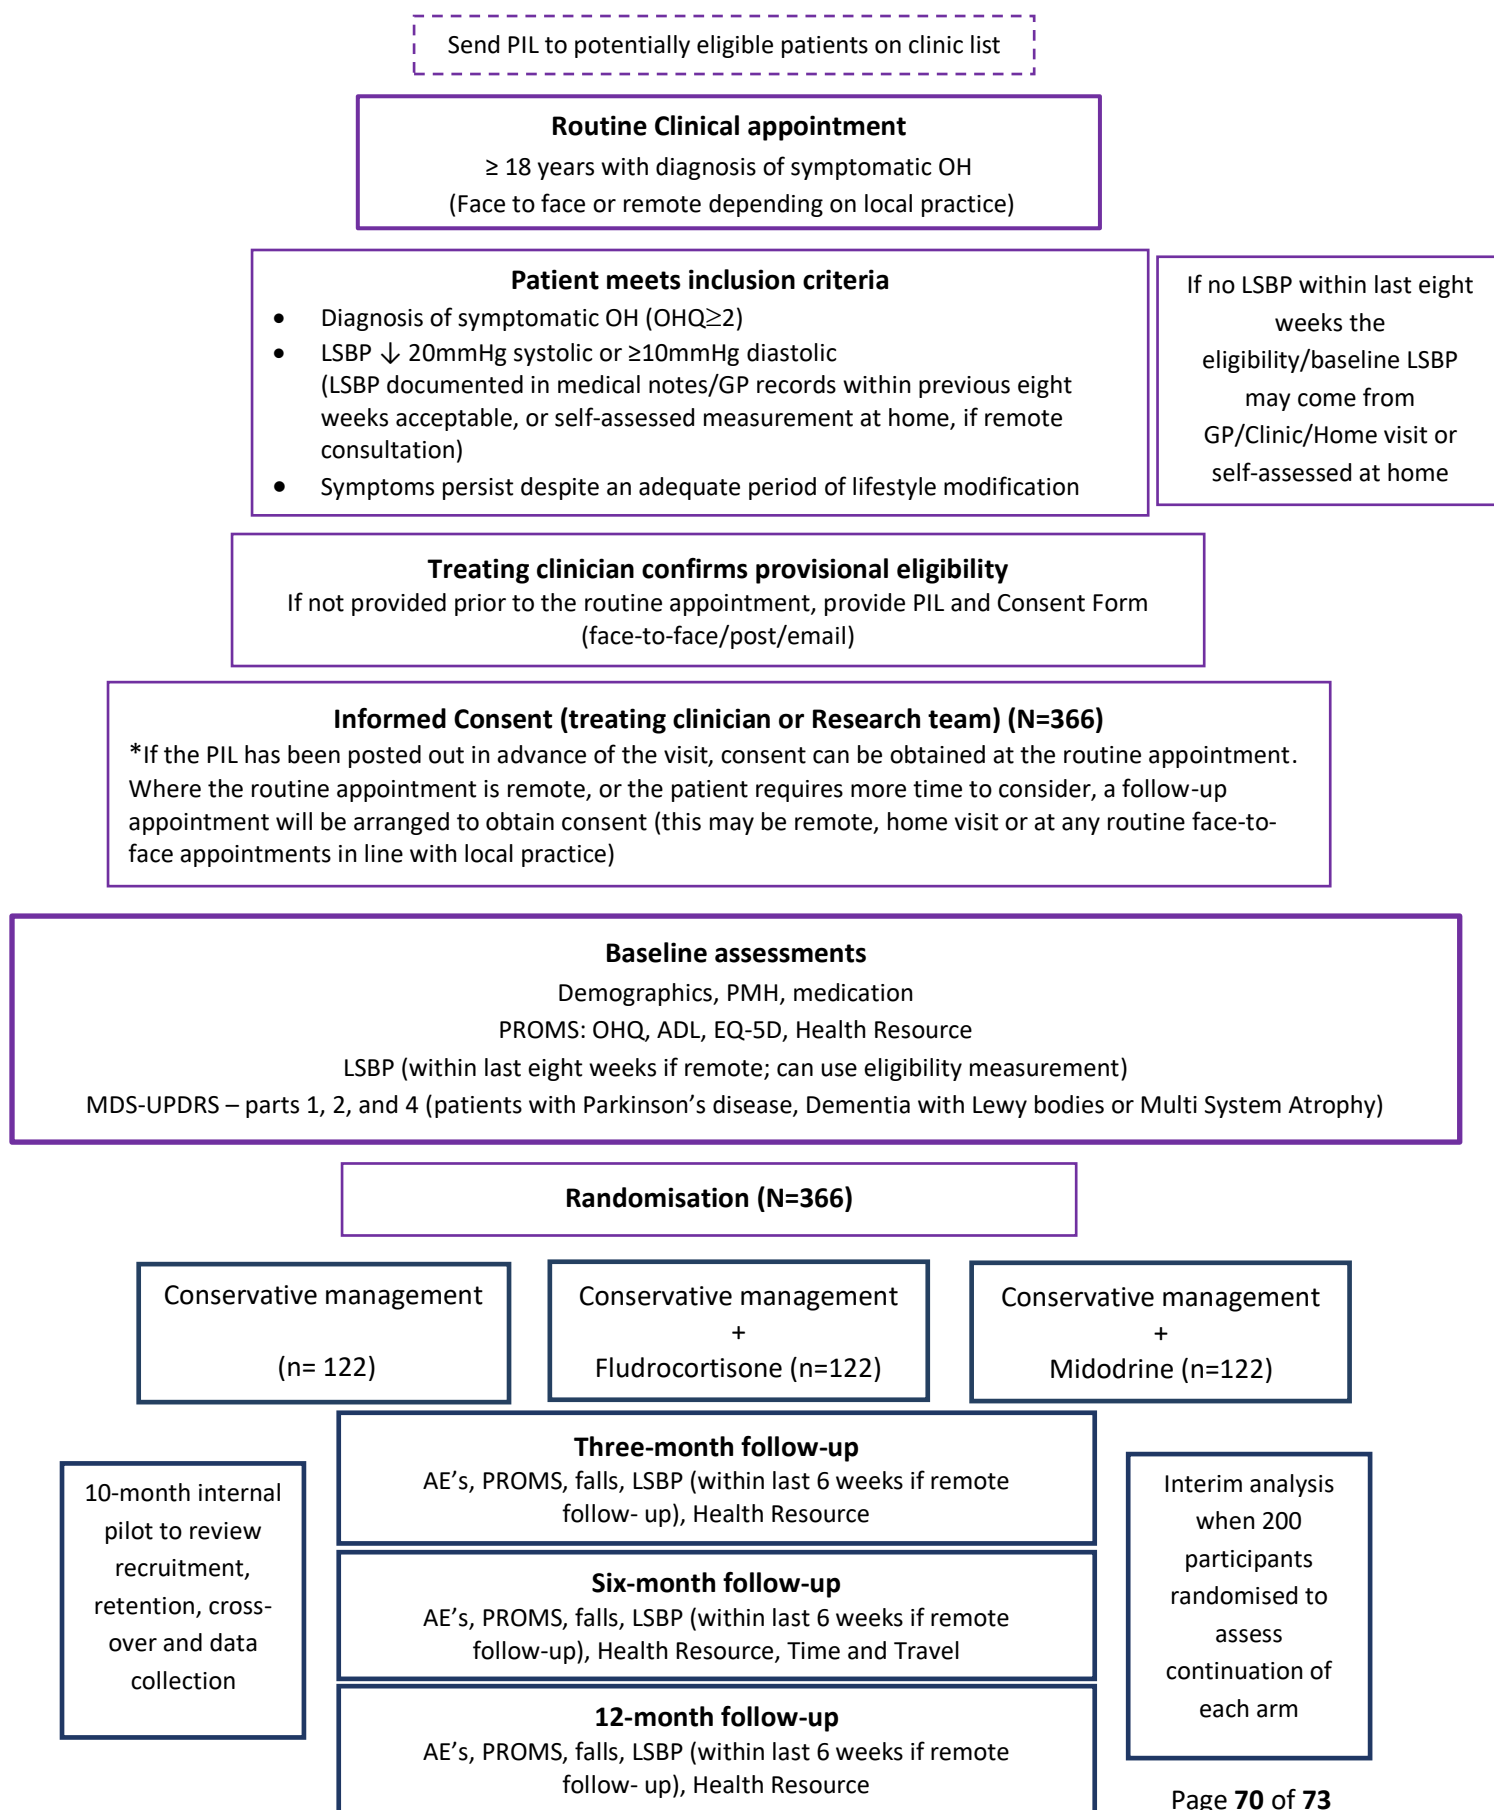 Send PIL to potentially eligible patients on clinic list
Routine Clinical appointment
≥ 18 years with diagnosis of symptomatic OH
(Face to face or remote depending on local practice)
Patient meets inclusion criteria
• Diagnosis of symptomatic OH (OHQ≥2)
• LSBP ↓ 20mmHg systolic or ≥10mmHg diastolic
(LSBP documented in medical notes/GP records within previous eight
weeks acceptable, or self-assessed measurement at home, if remote
consultation)
• Symptoms persist despite an adequate period of lifestyle modification
If no LSBP within last eight
weeks the
eligibility/baseline LSBP
may come from
GP/Clinic/Home visit or
self-assessed at home
Treating clinician confirms provisional eligibility
If not provided prior to the routine appointment, provide PIL and Consent Form
(face-to-face/post/email)
Informed Consent (treating clinician or Research team) (N=366)
*If the PIL has been posted out in advance of the visit, consent can be obtained at the routine appointment.
Where the routine appointment is remote, or the patient requires more time to consider, a follow-up
appointment will be arranged to obtain consent (this may be remote, home visit or at any routine face-to-
face appointments in line with local practice)
Baseline assessments
Demographics, PMH, medication
PROMS: OHQ, ADL, EQ-5D, Health Resource
LSBP (within last eight weeks if remote; can use eligibility measurement)
MDS-UPDRS – parts 1, 2, and 4 (patients with Parkinson’s disease, Dementia with Lewy bodies or Multi System Atrophy)
Randomisation (N=366)
Conservative management
(n= 122)
Conservative management
+
Fludrocortisone (n=122)
Conservative management
+
Midodrine (n=122)
Three-month follow-up
AE’s, PROMS, falls, LSBP (within last 6 weeks if remote
follow- up), Health Resource
10-month internal
pilot to review
recruitment,
retention, cross-
over and data
collection
Six-month follow-up
AE’s, PROMS, falls, LSBP (within last 6 weeks if remote
follow-up), Health Resource, Time and Travel
Interim analysis
when 200
participants
randomised to
assess
continuation of
each arm
12-month follow-up
AE’s, PROMS, falls, LSBP (within last 6 weeks if remote
follow- up), Health Resource
Page 70 of 73